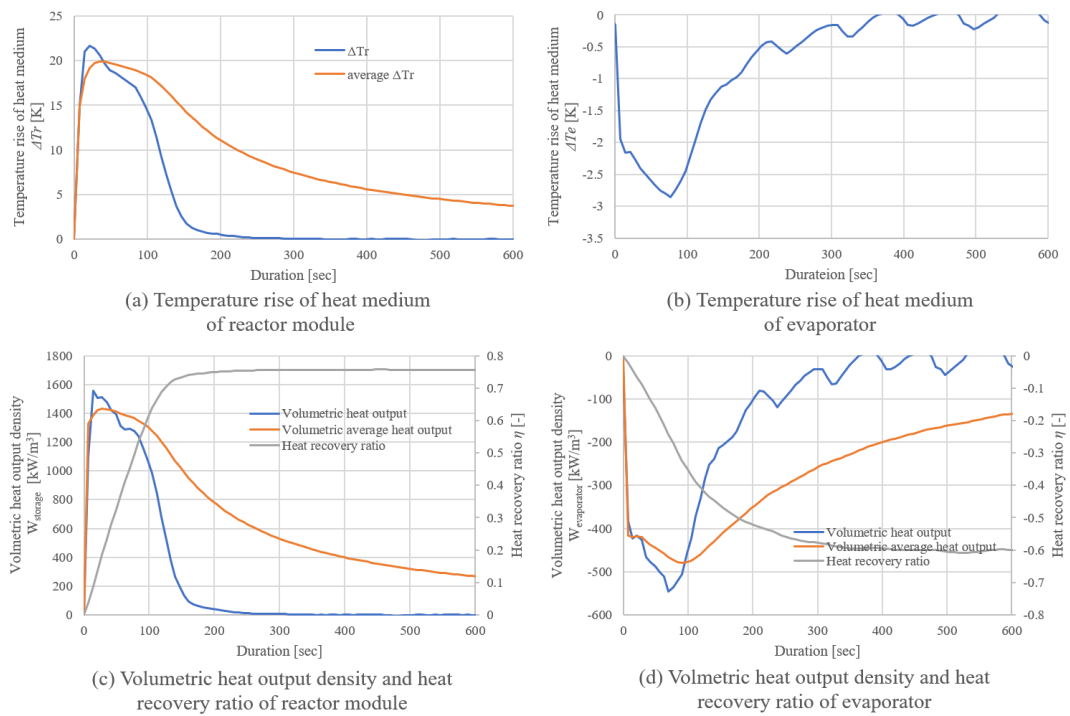 25
20
15
10
5
0
Temperature rise of heat medium
ΔTr [K]
ΔTr
average ΔTr
0 100 200 300 400 500 600
Duration [sec]
(a) Temperature rise of heat medium
of reactor module
0
-0.5
-1
-1.5
-2
-2.5
-3
-3.5
Temperature rise of heat medium
ΔTe [K]
0 100 200 300 400 500 600
Durateion [sec]
(b) Temperature rise of heat medium
of evaporator
1800
1600
1400
1200
1000
800
600
400
200
0
Volmetric heat output density
Wstorage [kW/m³]
Volumetric heat output
Volumetric average heat output
Heat recovery ratio
0.8
0.7
0.6
0.5
0.4
0.3
0.2
0.1
0
Heat recovery ratio η [-]
0 100 200 300 400 500 600
Duration [sec]
(c) Volumetric heat output density and heat
recovery ratio of reactor module
0
-100
-200
-300
-400
-500
-600
Volumetric heat output density
Wevaporator [kW/m³]
Volumetric heat output
Volumetric average heat output
Heat recovery ratio
0
-0.1
-0.2
-0.3
-0.4
-0.5
-0.6
-0.7
-0.8
Heat recovery ratio η [-]
0 100 200 300 400 500 600
Duration [sec]
(d) Volmetric heat output density and heat
recovery ratio of evaporator